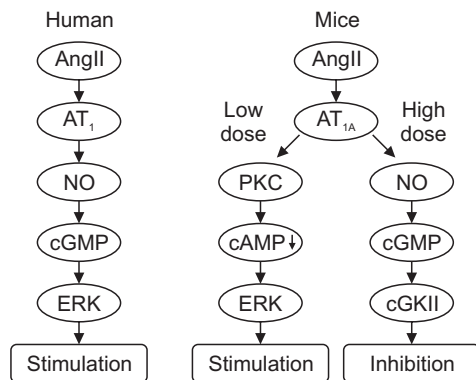 Human
AngII
AT1
NO
cGMP
ERK
Stimulation
Mice
AngII
Low
dose
AT1A
High
dose
PKC
cAMP↓
ERK
Stimulation
NO
cGMP
cGKII
Inhibition